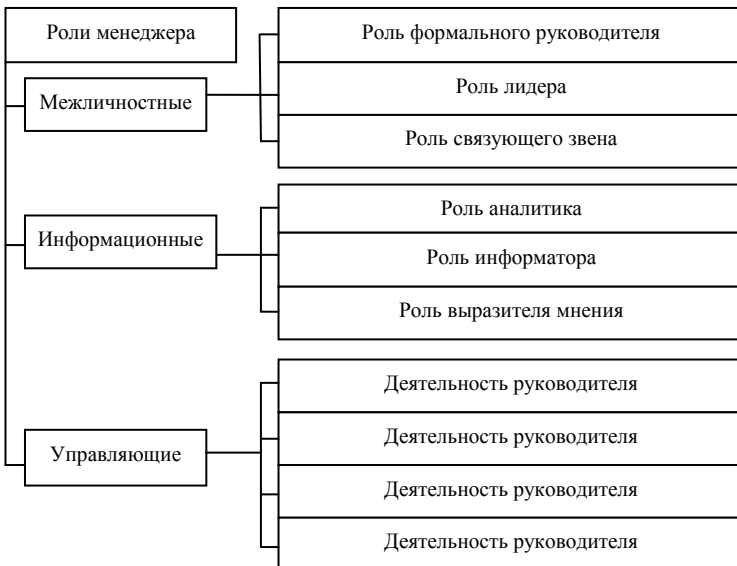 Роли менеджера
Роль формального руководителя
Межличностные
Роль лидера
Роль связующего звена
Роль аналитика
Информационные
Роль информатора
Роль выразителя мнения
Деятельность руководителя
Деятельность руководителя
Управляющие
Деятельность руководителя
Деятельность руководителя